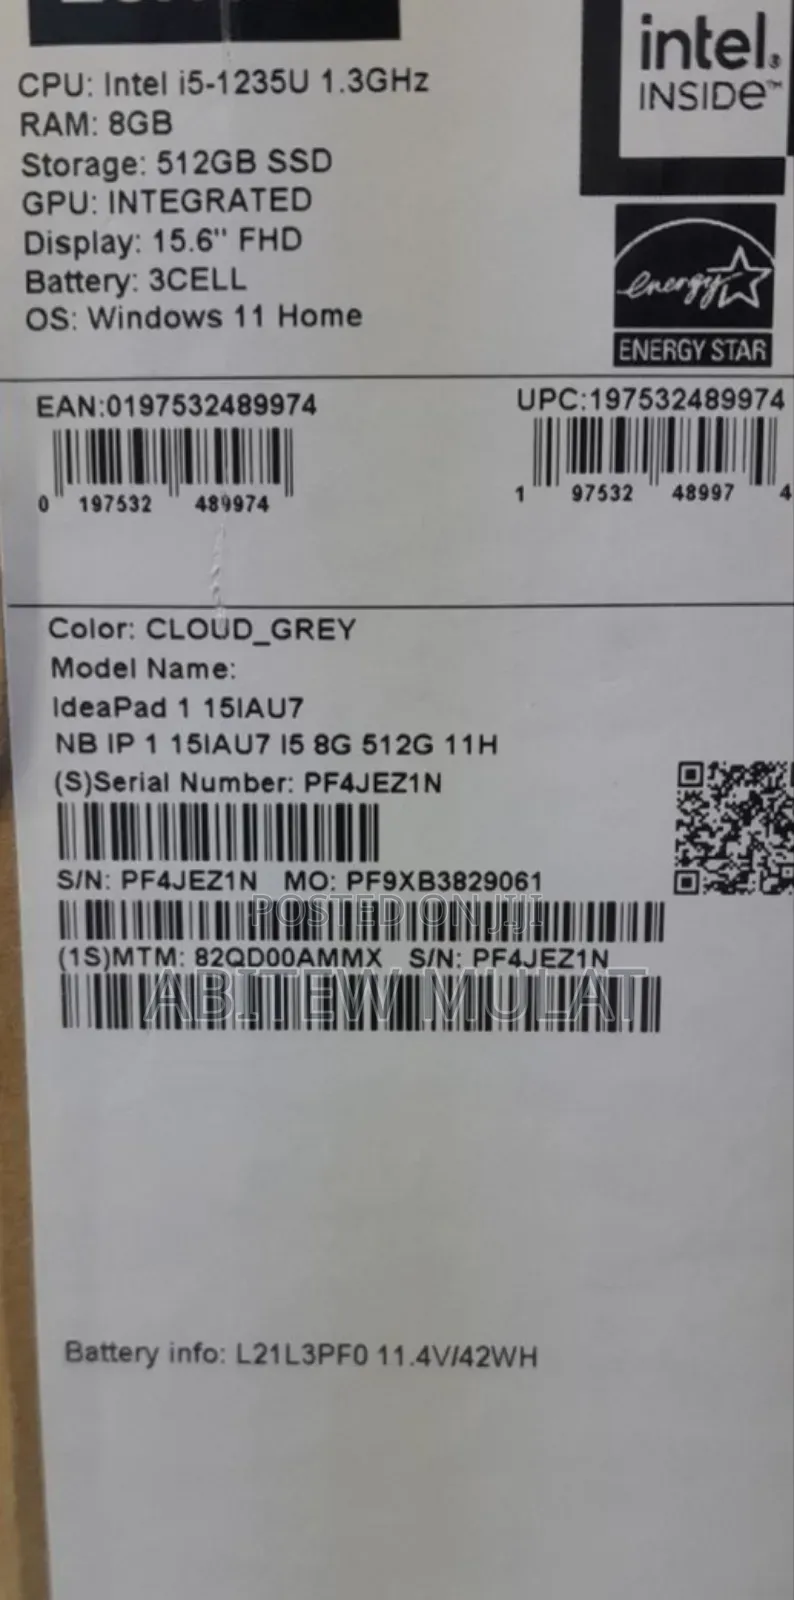 intel.
INSIDe™
CPU: Intel i5-1235U 1.3GHz
RAM: 8GB
Storage: 512GB SSD
GPU: INTEGRATED
Display: 15.6" FHD
Battery: 3CELL
OS: Windows 11 Home
energy
ENERGY STAR
EAN:0197532489974
UPC:197532489974
0 197532 489974
1 97532 48997 4
Color: CLOUD_GREY
Model Name:
IdeaPad 1 15IAU7
NB IP 1 15IAU7 I5 8G 512G 11H
(S)Serial Number: PF4JEZ1N
S/N: PF4JEZ1N MO: PF9XB3829061
POSTED ON JIJI
(1S)MTM: 82QD00AMMX S/N: PF4JEZ1N
ABITEW MULAT
Battery info: L21L3PF0 11.4V/42WH